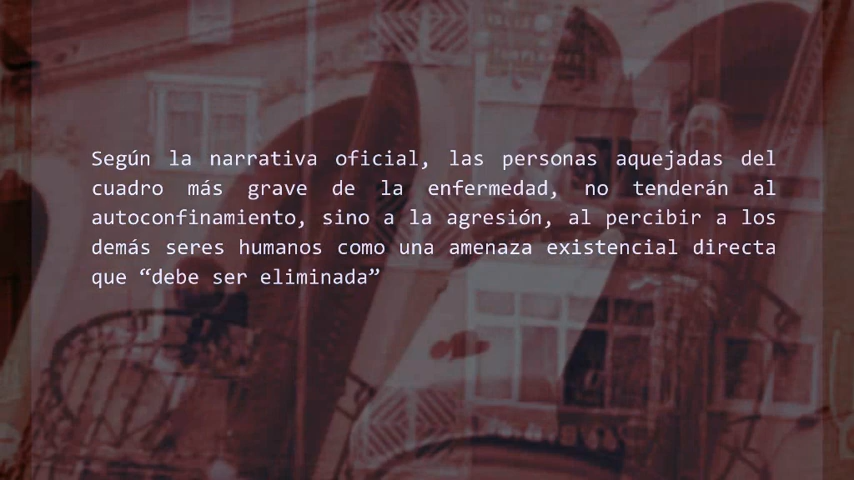 Según la narrativa oficial, las personas aquejadas del
cuadro más grave de la enfermedad, no tenderán al
autoconfinamiento, sino a la agresión, al percibir a los
demás seres humanos como una amenaza existencial directa
que “debe ser eliminada”